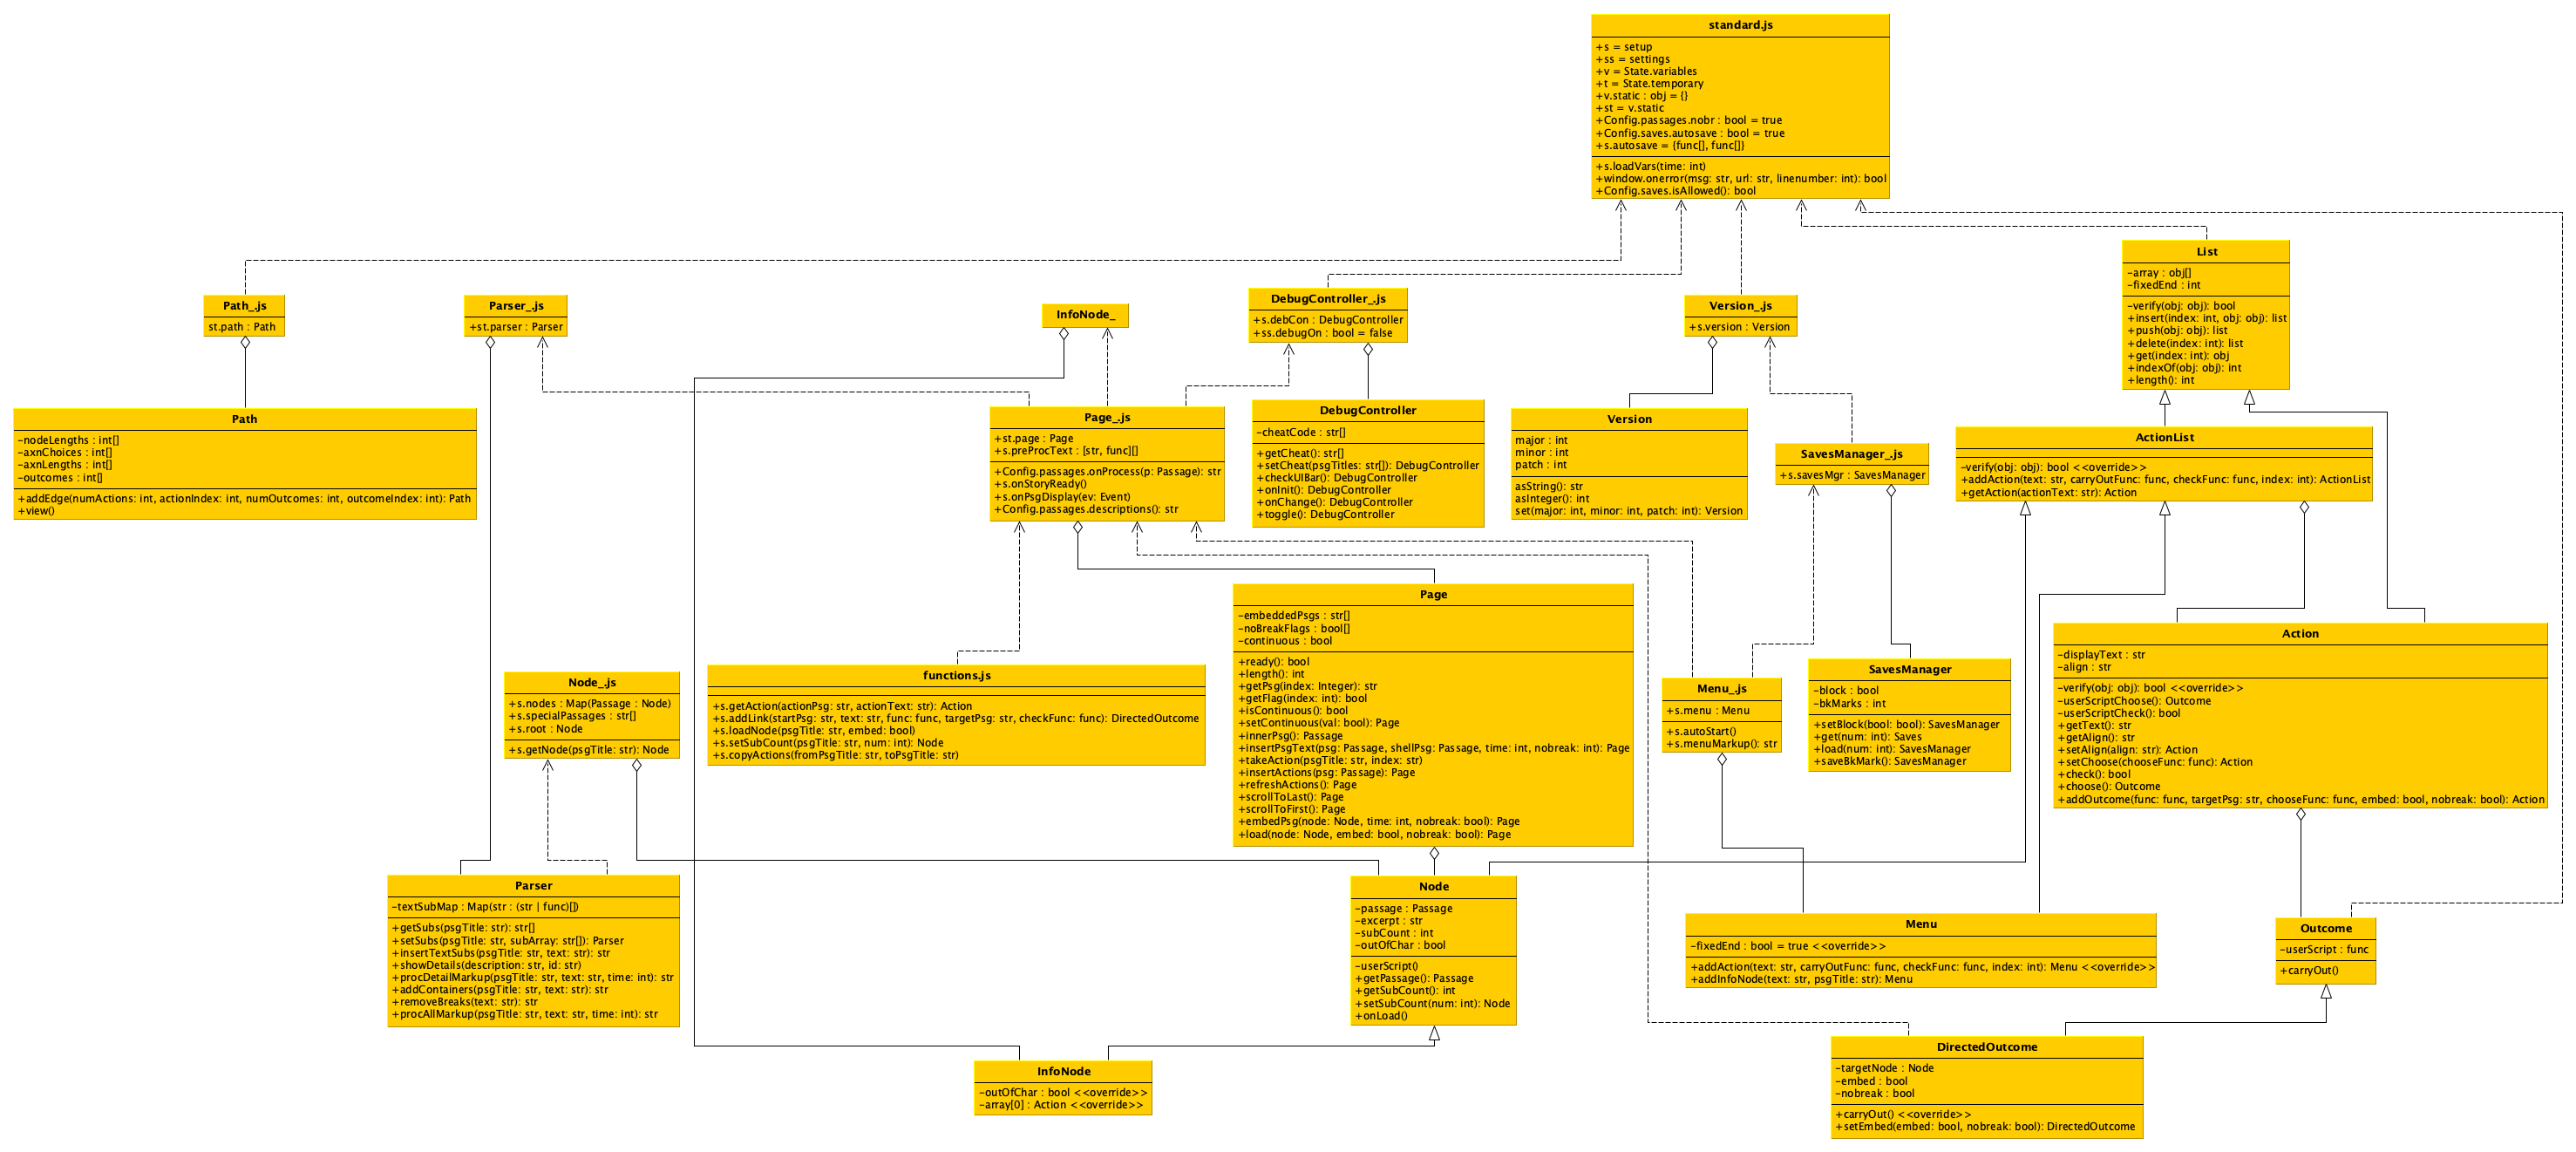 standard.js
+s = setup
+ss = settings
+v = State.variables
+t = State.temporary
+v.static : obj = {}
+st = v.static
+Config.passages.nobr : bool = true
+Config.saves.autosave : bool = true
+s.autosave = {func[], func[]}
+s.loadVars(time: int)
+window.onerror(msg: str, url: str, linenumber: int): bool
+Config.saves.isAllowed(): bool
List
-array : obj[]
-fixedEnd : int
-verify(obj: obj): bool
+insert(index: int, obj: obj): list
+push(obj: obj): list
+delete(index: int): list
+get(index: int): obj
+indexOf(obj: obj): int
+length(): int
Path_.js
st.path : Path
Parser_.js
+st.parser : Parser
InfoNode_
DebugController_.js
+s.debCon : DebugController
+ss.debugOn : bool = false
Version_.js
+s.version : Version
Path
-nodeLengths : int[]
-axnChoices : int[]
-axnLengths : int[]
-outcomes : int[]
+addEdge(numActions: int, actionIndex: int, numOutcomes: int, outcomeIndex: int): Path
+view()
Page_.js
+st.page : Page
+s.preProcText : [str, func][]
+Config.passages.onProcess(p: Passage): str
+s.onStoryReady()
+s.onPsgDisplay(ev: Event)
+Config.passages.descriptions(): str
DebugController
-cheatCode : str[]
+getCheat(): str[]
+setCheat(psgTitles: str[]): DebugController
+checkUIBar(): DebugController
+onInit(): DebugController
+onChange(): DebugController
+toggle(): DebugController
Version
major : int
minor : int
patch : int
asString(): str
asInteger(): int
set(major: int, minor: int, patch: int): Version
SavesManager_.js
+s.savesMgr : SavesManager
ActionList
-verify(obj: obj): bool <<override>>
+addAction(text: str, carryOutFunc: func, checkFunc: func, index: int): ActionList
+getAction(actionText: str): Action
Page
-embeddedPsgs : str[]
-noBreakFlags : bool[]
-continuous : bool
+ready(): bool
+length(): int
+getPsg(index: Integer): str
+getFlag(index: int): bool
+isContinuous(): bool
+setContinuous(val: bool): Page
+innerPsg(): Passage
+insertPsgText(psg: Passage, shellPsg: Passage, time: int, nobreak: int): Page
+takeAction(psgTitle: str, index: str)
+insertActions(psg: Passage): Page
+refreshActions(): Page
+scrollToLast(): Page
+scrollToFirst(): Page
+embedPsg(node: Node, time: int, nobreak: bool): Page
+load(node: Node, embed: bool, nobreak: bool): Page
Node_.js
+s.nodes : Map(Passage : Node)
+s.specialPassages : str[]
+s.root : Node
+s.getNode(psgTitle: str): Node
functions.js
+s.getAction(actionPsg: str, actionText: str): Action
+s.addLink(startPsg: str, text: str, func: func, targetPsg: str, checkFunc: func): DirectedOutcome
+s.loadNode(psgTitle: str, embed: bool)
+s.setSubCount(psgTitle: str, num: int): Node
+s.copyActions(fromPsgTitle: str, toPsgTitle: str)
Menu_.js
+s.menu : Menu
+s.autoStart()
+s.menuMarkup(): str
SavesManager
-block : bool
-bkMarks : int
+setBlock(bool: bool): SavesManager
+get(num: int): Saves
+load(num: int): SavesManager
+saveBkMark(): SavesManager
Action
-displayText : str
-align : str
-verify(obj: obj): bool <<override>>
-userScriptChoose(): Outcome
-userScriptCheck(): bool
+getText(): str
+getAlign(): str
+setAlign(align: str): Action
+setChoose(chooseFunc: func): Action
+check(): bool
+choose(): Outcome
+addOutcome(func: func, targetPsg: str, chooseFunc: func, embed: bool, nobreak: bool): Action
Parser
-textSubMap : Map(str : (str | func)[])
+getSubs(psgTitle: str): str[]
+setSubs(psgTitle: str, subArray: str[]): Parser
+insertTextSubs(psgTitle: str, text: str): str
+showDetails(description: str, id: str)
+procDetailMarkup(psgTitle: str, text: str, time: int): str
+addContainers(psgTitle: str, text: str): str
+removeBreaks(text: str): str
+procAllMarkup(psgTitle: str, text: str, time: int): str
Node
-passage : Passage
-excerpt : str
-subCount : int
-outOfChar : bool
-userScript()
+getPassage(): Passage
+getSubCount(): int
+setSubCount(num: int): Node
+onLoad()
Menu
-fixedEnd : bool = true <<override>>
+addAction(text: str, carryOutFunc: func, checkFunc: func, index: int): Menu <<override>>
+addInfoNode(text: str, psgTitle: str): Menu
Outcome
-userScript : func
+carryOut()
InfoNode
-outOfChar : bool <<override>>
-array[0] : Action <<override>>
DirectedOutcome
-targetNode : Node
-embed : bool
-nobreak : bool
+carryOut() <<override>>
+setEmbed(embed: bool, nobreak: bool): DirectedOutcome